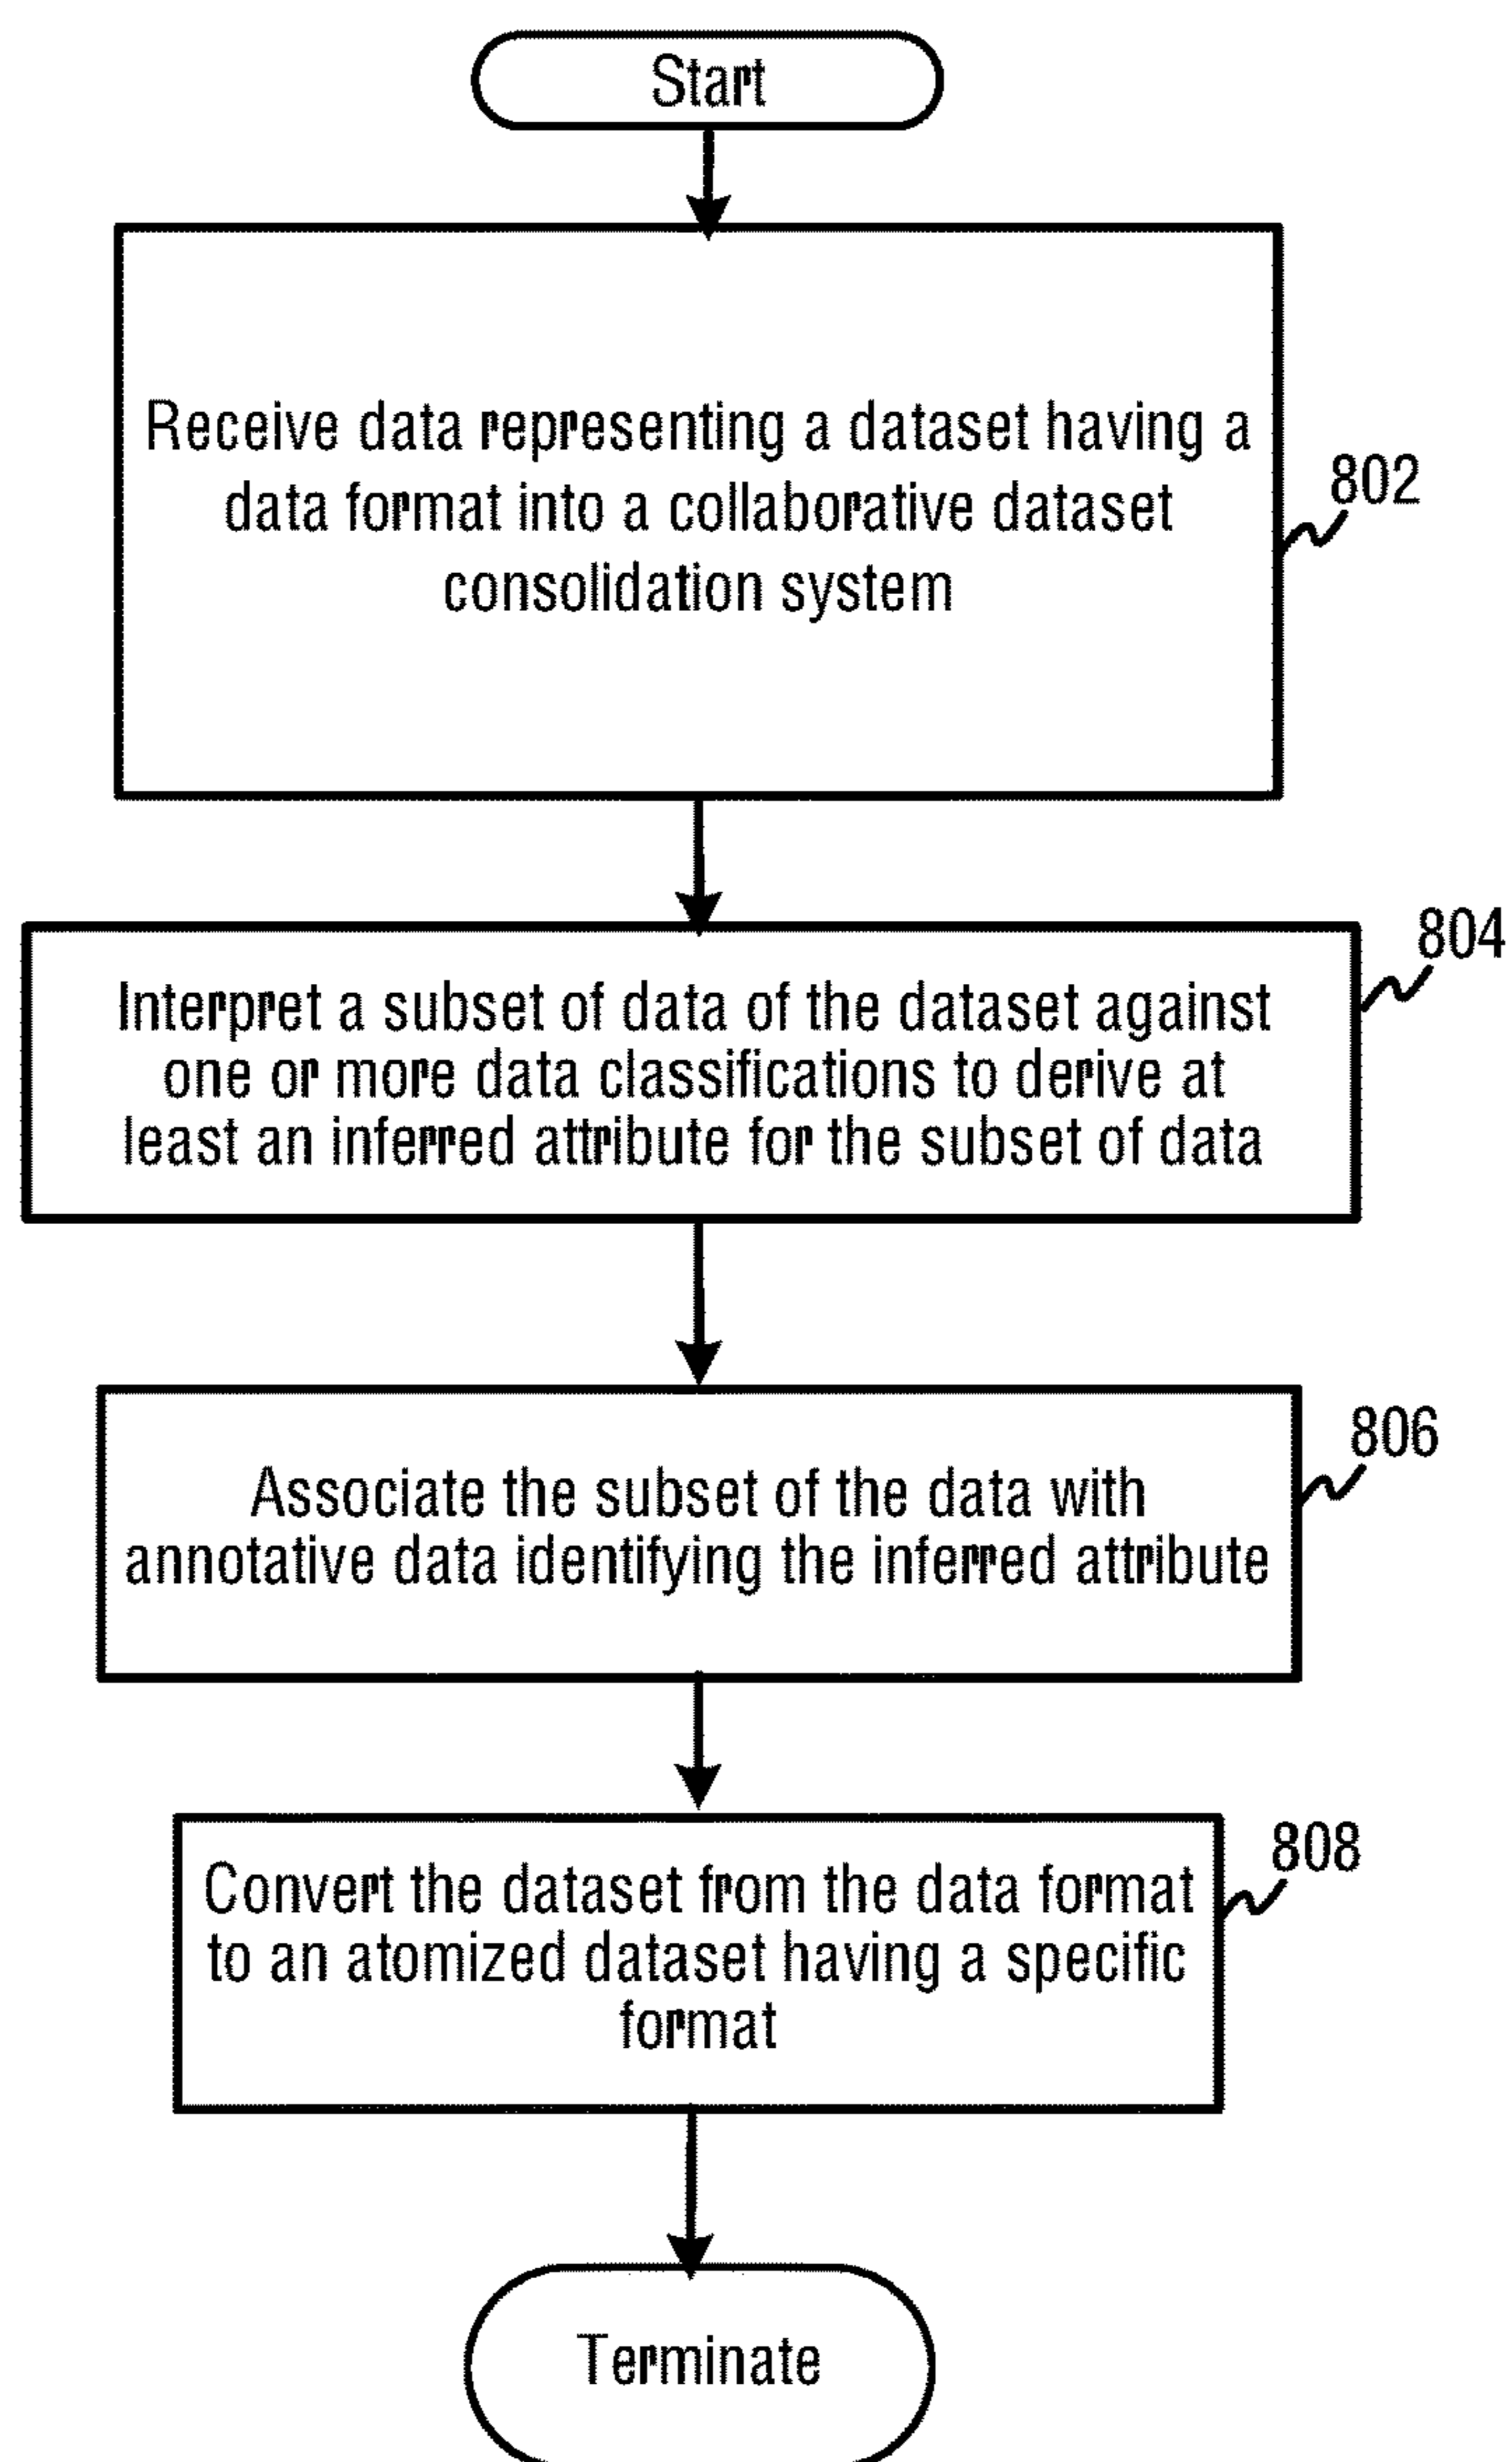 Start
Receive data representing a dataset having a
data format into a collaborative dataset
consolidation system
802
Interpret a subset of data of the dataset against
one or more data classifications to derive at
least an inferred attribute for the subset of data
804
Associate the subset of the data with
annotative data identifying the inferred attribute
806
Convert the dataset from the data format
to an atomized dataset having a specific
format
808
Terminate